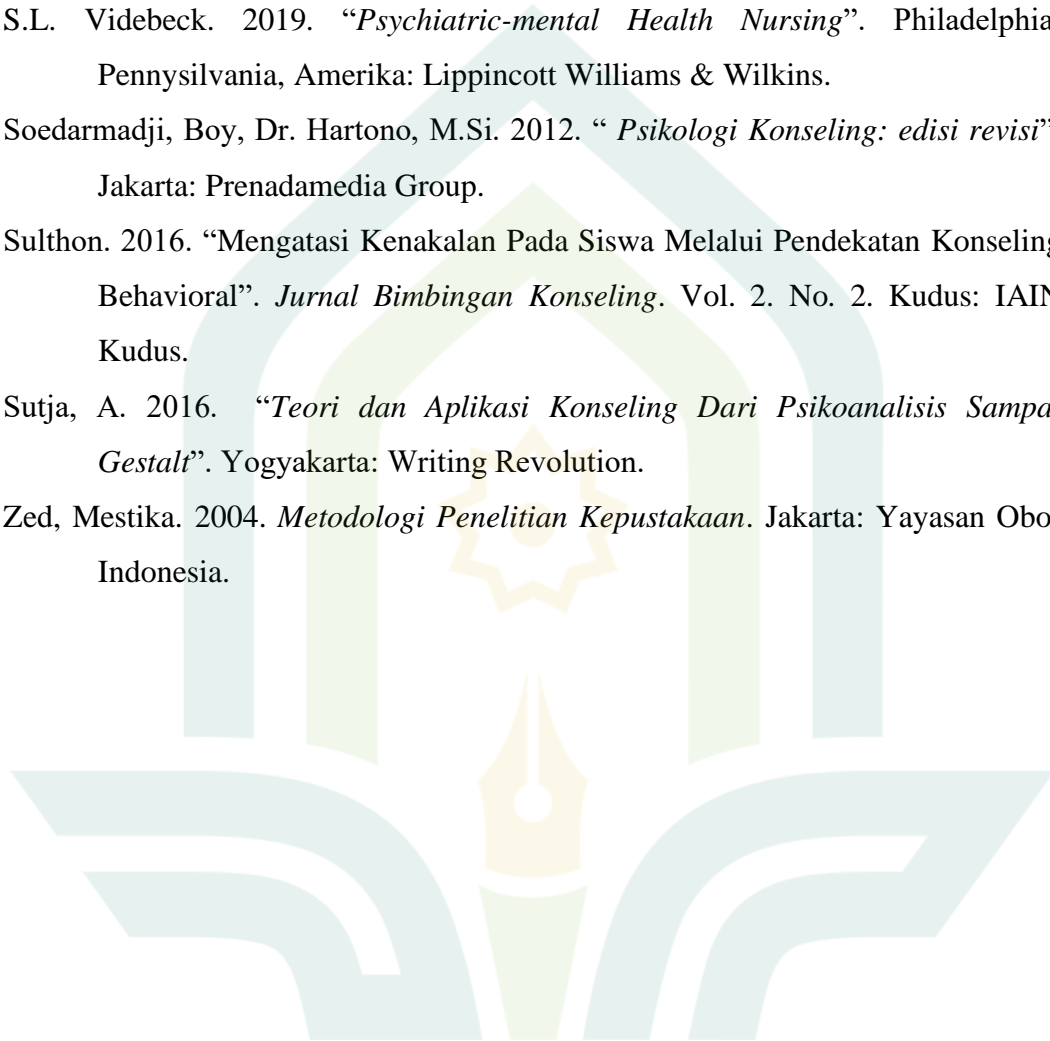 S.L. Videbeck. 2019. “Psychiatric-mental Health Nursing”. Philadelphia
Pennysilvania, Amerika: Lippincott Williams & Wilkins.
Soedarmadji, Boy, Dr. Hartono, M.Si. 2012. “ Psikologi Konseling: edisi revisi”
Jakarta: Prenadamedia Group.
Sulthon. 2016. “Mengatasi Kenakalan Pada Siswa Melalui Pendekatan Konseling
Behavioral”. Jurnal Bimbingan Konseling. Vol. 2. No. 2. Kudus: IAIN
Kudus.
Sutja, A. 2016. “Teori dan Aplikasi Konseling Dari Psikoanalisis Sampa
Gestalt”. Yogyakarta: Writing Revolution.
Zed, Mestika. 2004. Metodologi Penelitian Kepustakaan. Jakarta: Yayasan Obo
Indonesia.